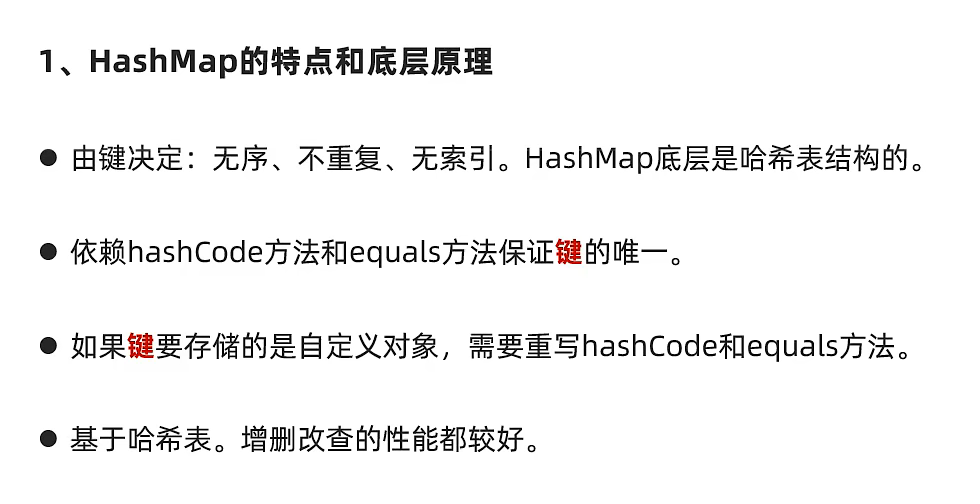 1、HashMap的特点和底层原理
● 由键决定：无序、不重复、无索引。HashMap底层是哈希表结构的。
● 依赖hashCode方法和equals方法保证键的唯一。
● 如果键要存储的是自定义对象，需要重写hashCode和equals方法。
● 基于哈希表。增删改查的性能都较好。